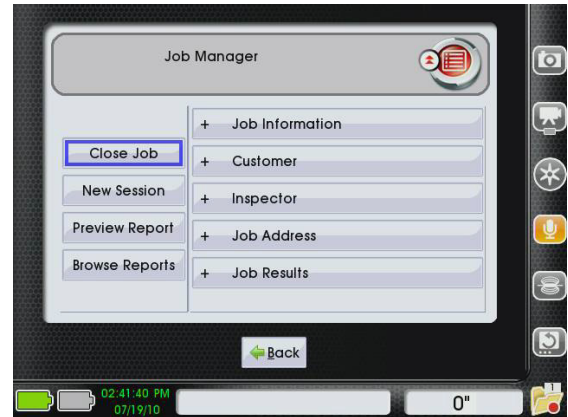 Job Manager
+ Job Information
Close Job
+ Customer
New Session
+ Inspector
Preview Report
+ Job Address
Browse Reports
+ Job Results
Back
02:41:40 PM
07/19/10
0"
1